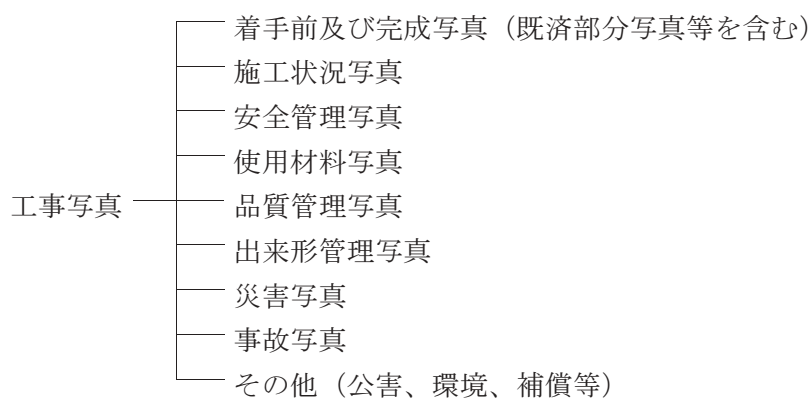 着手前及び完成写真（既済部分写真等を含む）
施工状況写真
安全管理写真
使用材料写真
工事写真
品質管理写真
出来形管理写真
災害写真
事故写真
その他（公害、環境、補償等）